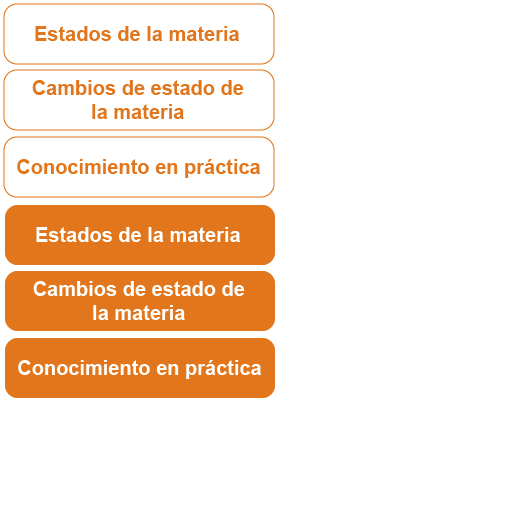 Estados de la materia
Cambios de estado de
la materia
Conocimiento en práctica
Estados de la materia
Cambios de estado de
la materia
Conocimiento en práctica